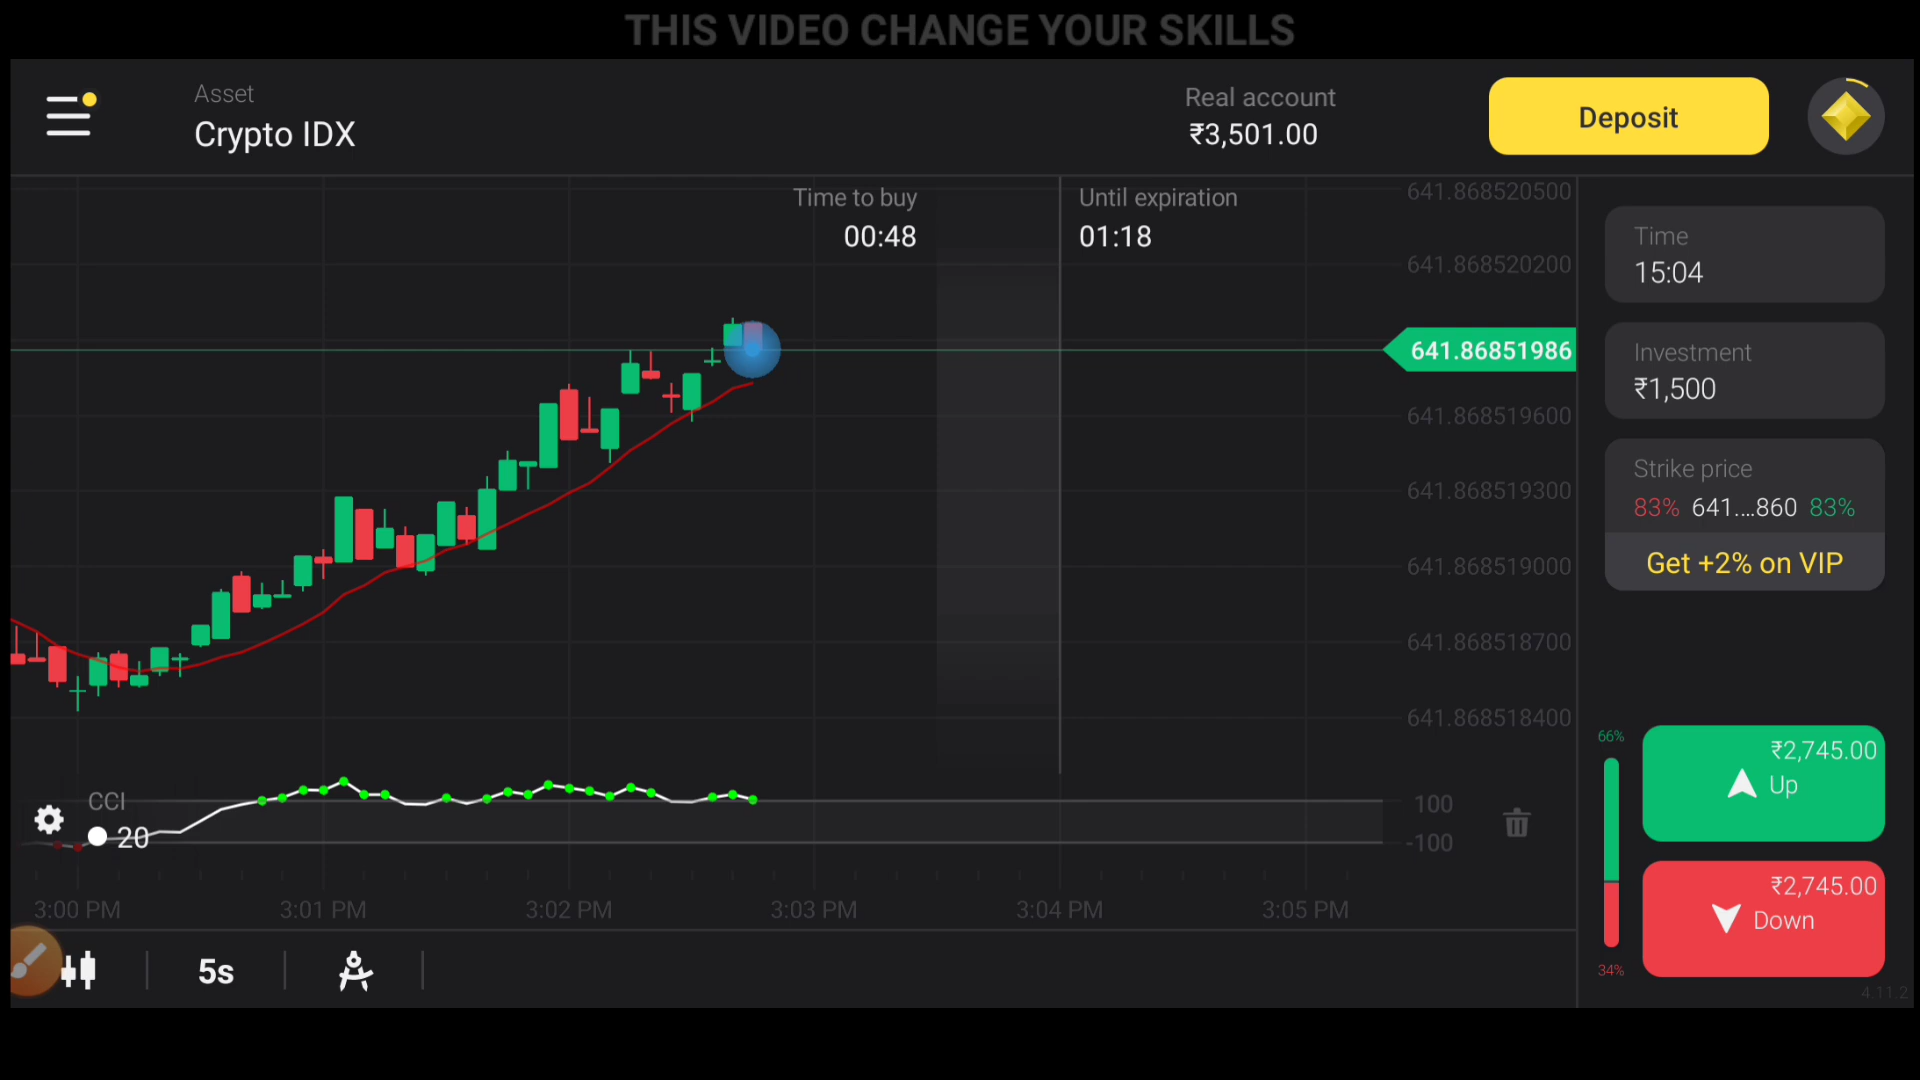 THIS VIDEO CHANGE YOUR SKILLS
Asset
Crypto IDX
Real account
₹3,501.00
Deposit
Time to buy
00:48
Until expiration
01:18
641.868520500
641.868520200
641.86851986
641.868519600
641.868519300
641.868519000
641.868518700
641.868518400
Time
15:04
Investment
₹1,500
Strike price
83% 641....860 83%
Get +2% on VIP
66%
₹2,745.00
Up
₹2,745.00
Down
34%
4.11.2
CCI
20
100
-100
3:00 PM
3:01 PM
3:02 PM
3:03 PM
3:04 PM
3:05 PM
5s